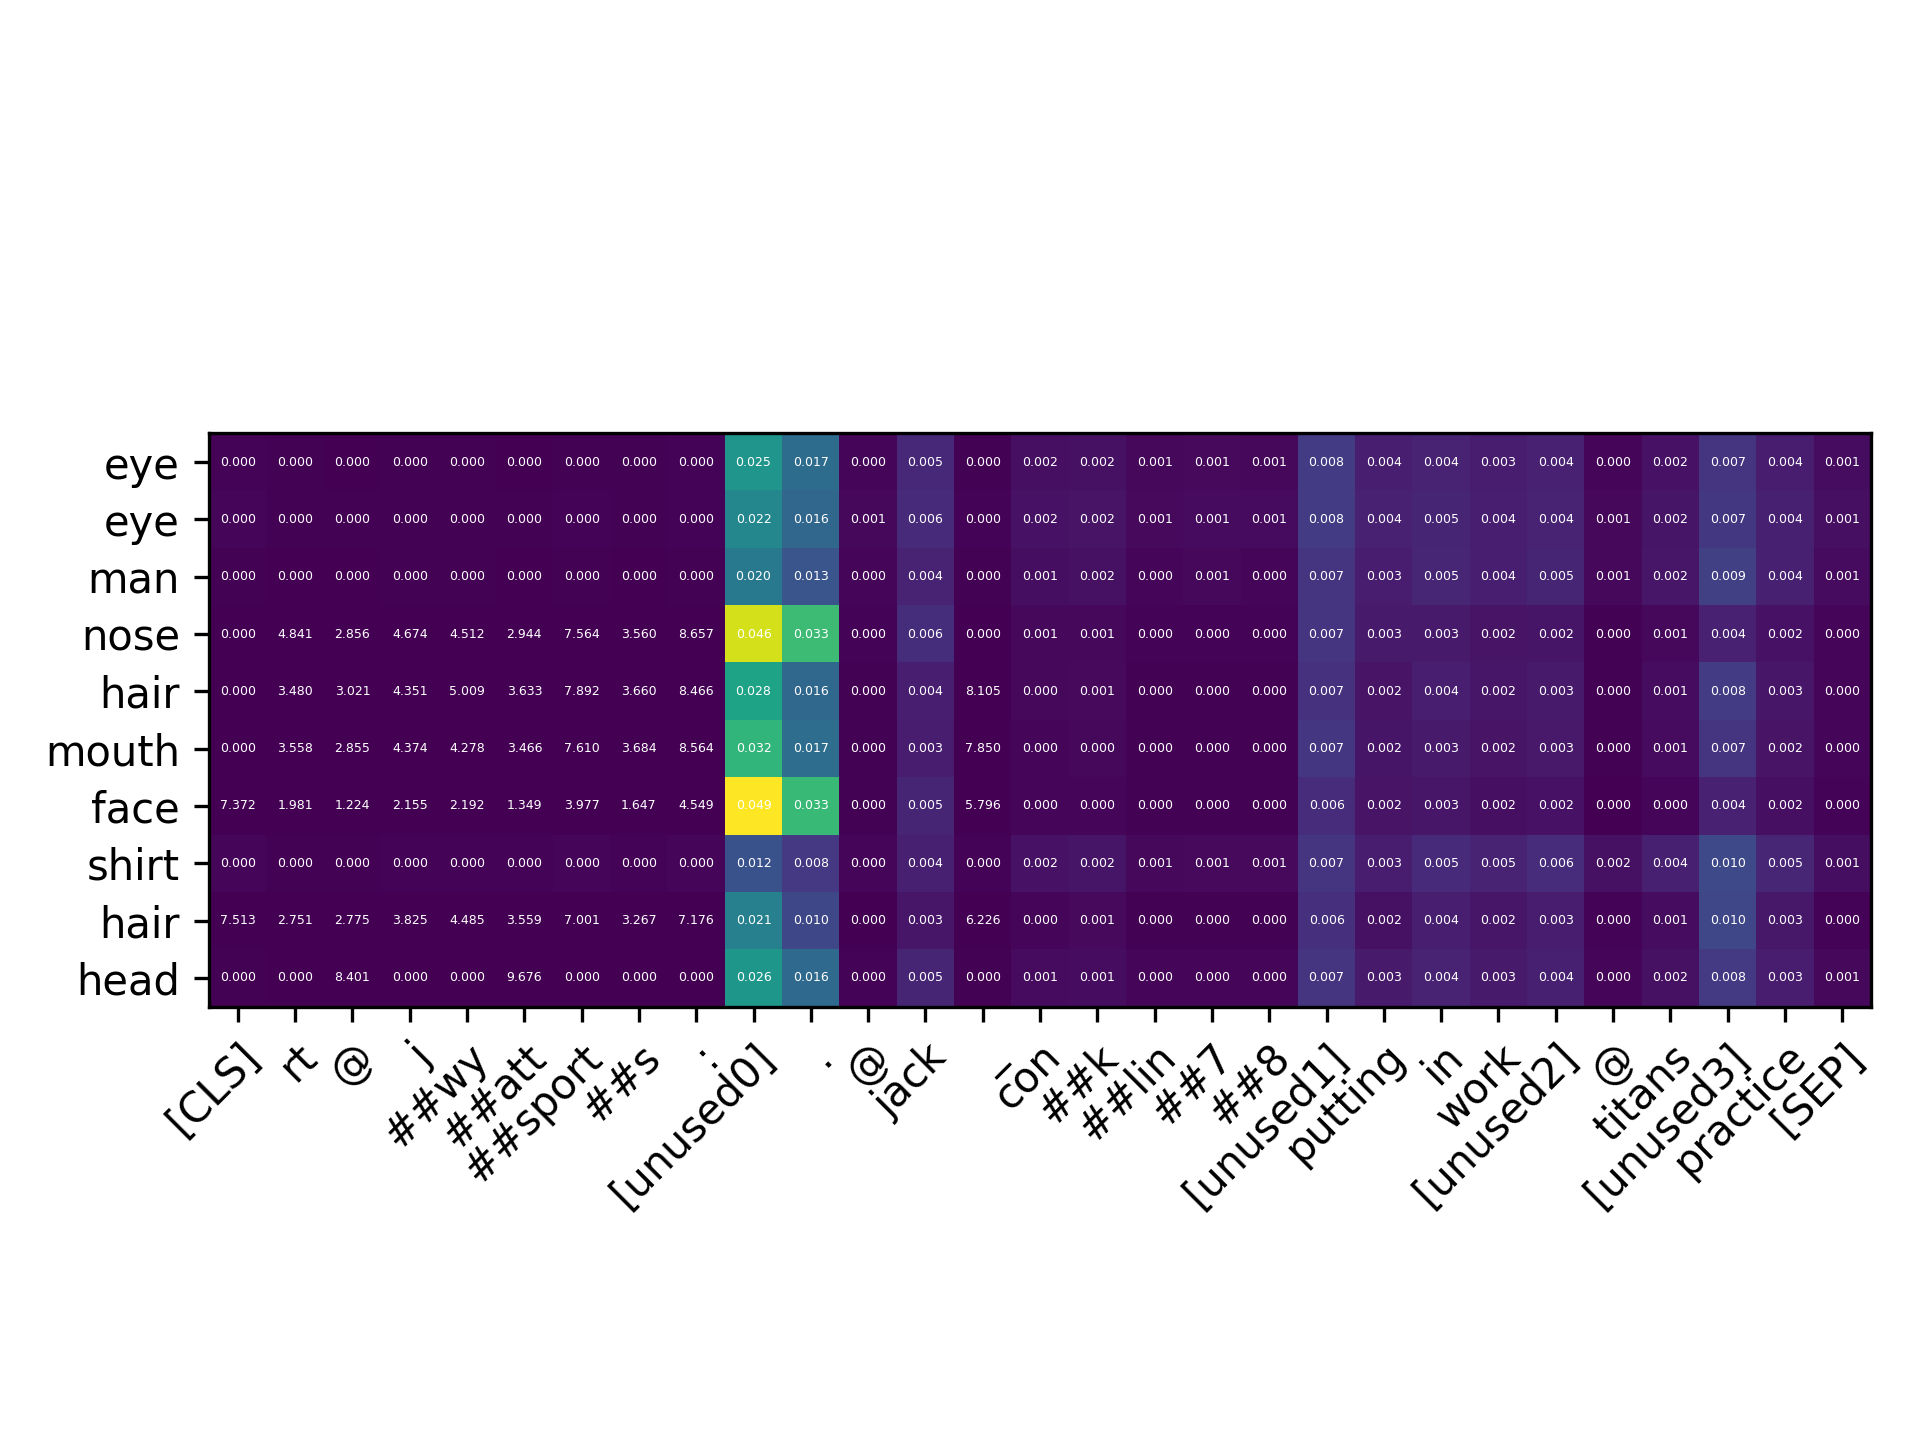 eye 0.000 0.000 0.000 0.000 0.000 0.000 0.000 0.000 0.000 0.025 0.017 0.000 0.005 0.000 0.002 0.002 0.001 0.001 0.001 0.008 0.004 0.004 0.003 0.004 0.000 0.002 0.007 0.004 0.001
eye 0.000 0.000 0.000 0.000 0.000 0.000 0.000 0.000 0.000 0.022 0.016 0.001 0.006 0.000 0.002 0.002 0.001 0.001 0.001 0.008 0.004 0.005 0.004 0.004 0.001 0.002 0.007 0.004 0.001
man 0.000 0.000 0.000 0.000 0.000 0.000 0.000 0.000 0.000 0.020 0.013 0.000 0.004 0.000 0.001 0.002 0.000 0.001 0.000 0.007 0.003 0.005 0.004 0.005 0.001 0.002 0.009 0.004 0.001
nose 0.000 4.841 2.856 4.674 4.512 2.944 7.564 3.560 8.657 0.046 0.033 0.000 0.006 0.000 0.001 0.001 0.000 0.000 0.000 0.007 0.003 0.003 0.002 0.002 0.000 0.001 0.004 0.002 0.000
hair 0.000 3.480 3.021 4.351 5.009 3.633 7.892 3.660 8.466 0.028 0.016 0.000 0.004 8.105 0.000 0.001 0.000 0.000 0.000 0.007 0.002 0.004 0.002 0.003 0.000 0.001 0.008 0.003 0.000
mouth 0.000 3.558 2.855 4.374 4.278 3.466 7.610 3.684 8.564 0.032 0.017 0.000 0.003 7.850 0.000 0.000 0.000 0.000 0.000 0.007 0.002 0.003 0.002 0.003 0.000 0.001 0.007 0.002 0.000
face 7.372 1.981 1.224 2.155 2.192 1.349 3.977 1.647 4.549 0.049 0.033 0.000 0.005 5.796 0.000 0.000 0.000 0.000 0.000 0.006 0.002 0.003 0.002 0.002 0.000 0.000 0.004 0.002 0.000
shirt 0.000 0.000 0.000 0.000 0.000 0.000 0.000 0.000 0.000 0.012 0.008 0.000 0.004 0.000 0.002 0.002 0.001 0.001 0.001 0.007 0.003 0.005 0.005 0.006 0.002 0.004 0.010 0.005 0.001
hair 7.513 2.751 2.775 3.825 4.485 3.559 7.001 3.267 7.176 0.021 0.010 0.000 0.003 6.226 0.000 0.001 0.000 0.000 0.000 0.006 0.002 0.004 0.002 0.003 0.000 0.001 0.010 0.003 0.000
head 0.000 0.000 8.401 0.000 0.000 9.676 0.000 0.000 0.000 0.026 0.016 0.000 0.005 0.000 0.001 0.001 0.000 0.000 0.000 0.007 0.003 0.004 0.003 0.004 0.000 0.002 0.008 0.003 0.001
[CLS] rt @ j ##wy ##att ##sport ##s : [unused0] . @ jack _ con ##k ##lin ##7 ##8 [unused1] putting in work [unused2] @ titans [unused3] practice [SEP]